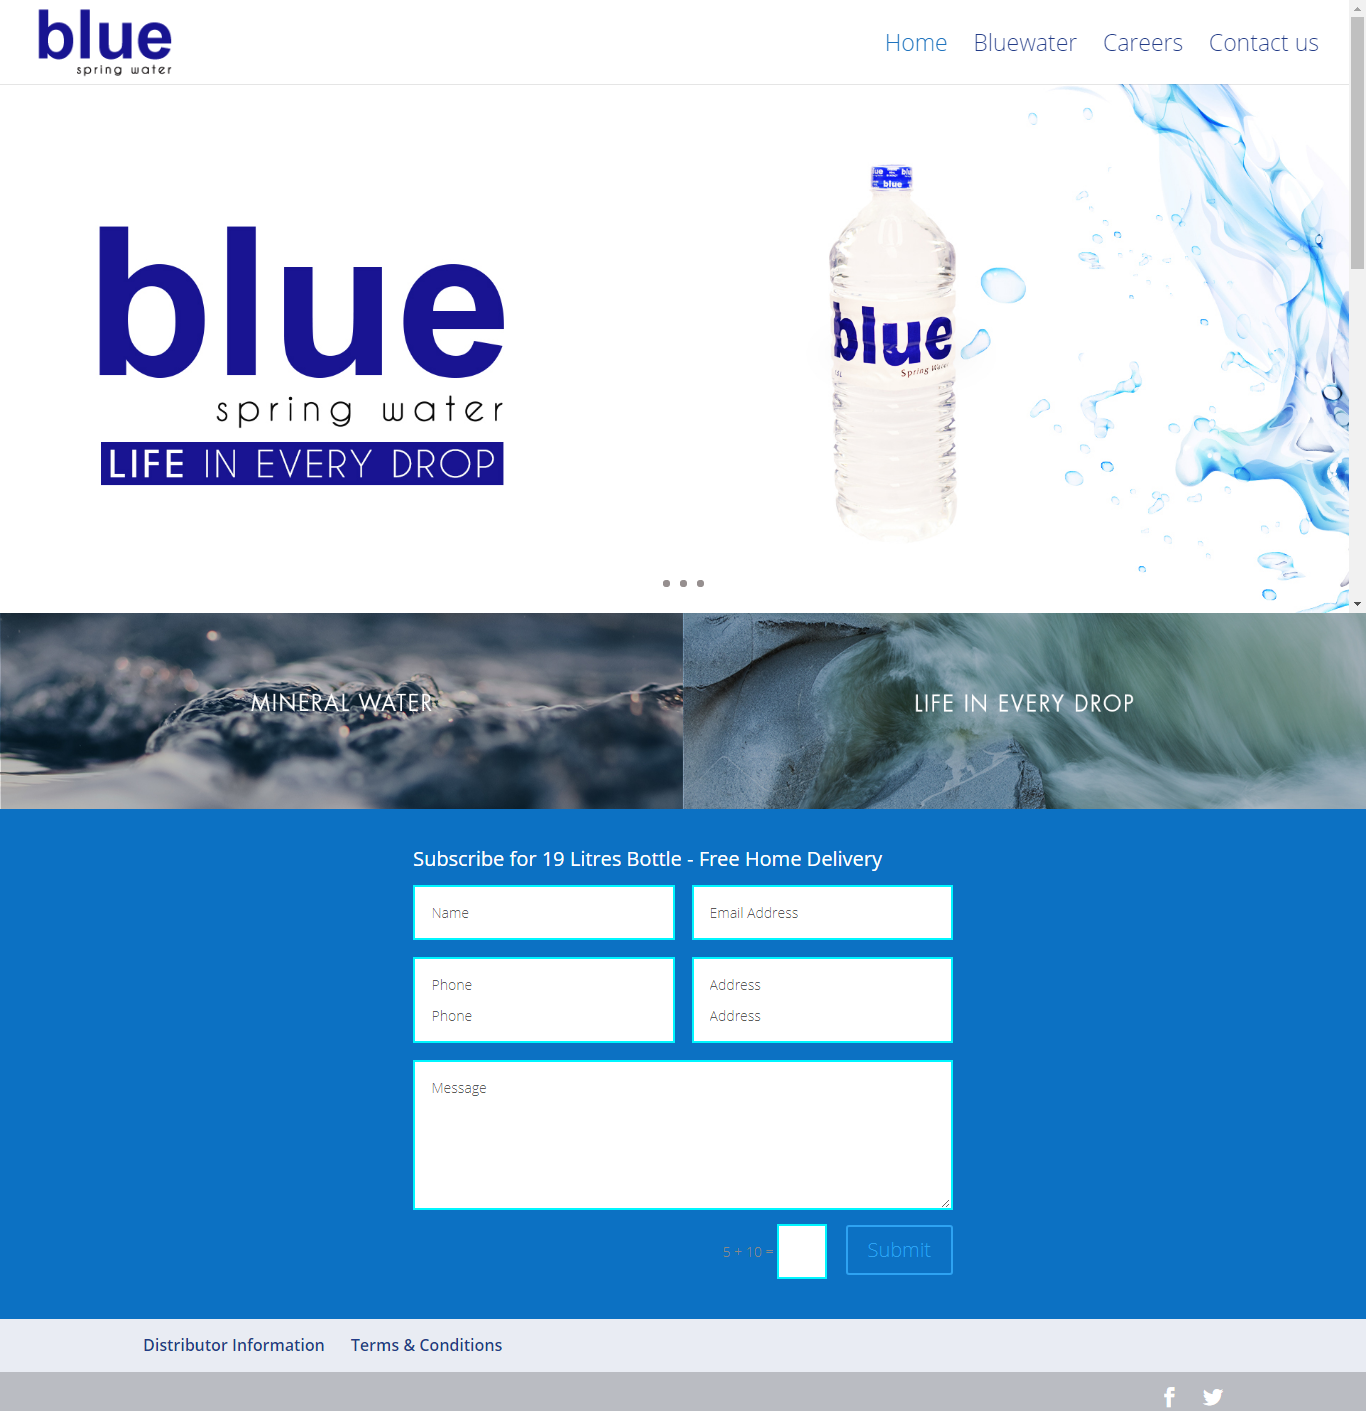 blue
spring water
Home Bluewater Careers Contact us
blue
spring water
LIFE IN EVERY DROP
blue
blue
Spring Water
MINERAL WATER
LIFE IN EVERY DROP
Subscribe for 19 Litres Bottle - Free Home Delivery
Name
Email Address
Phone
Phone
Address
Address
Message
5 + 10 =
Submit
Distributor Information Terms & Conditions